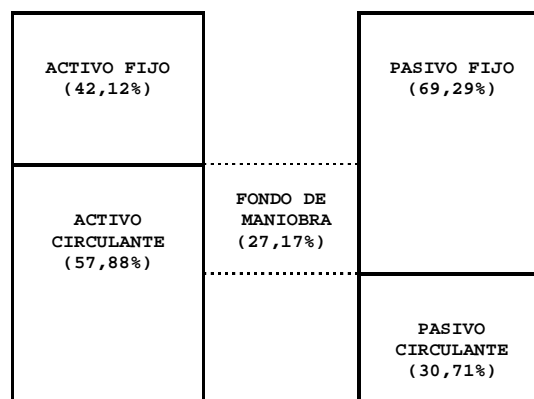 ACTIVO FIJO
(42,12%)
PASIVO FIJO
(69,29%)
FONDO DE
MANIOBRA
(27,17%)
ACTIVO
CIRCULANTE
(57,88%)
PASIVO
CIRCULANTE
(30,71%)